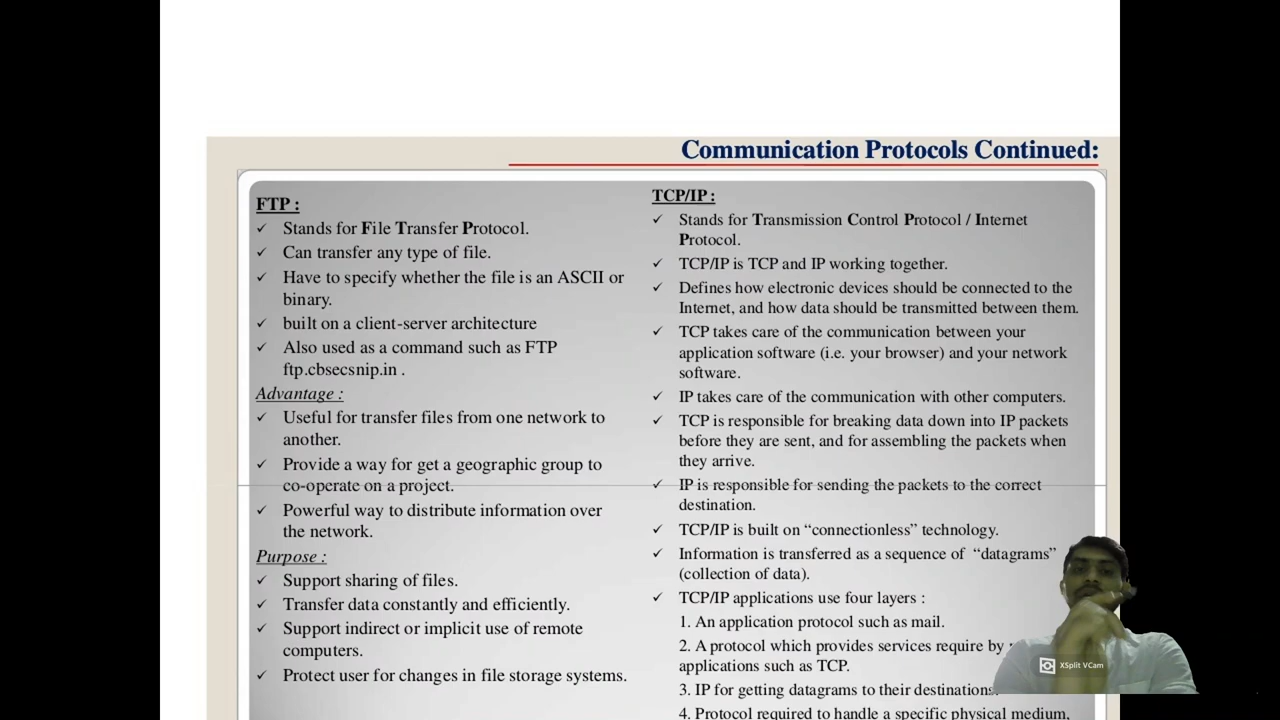 Communication Protocols Continued:
FTP :
✓ Stands for File Transfer Protocol.
✓ Can transfer any type of file.
✓ Have to specify whether the file is an ASCII or
binary.
✓ built on a client-server architecture
✓ Also used as a command such as FTP
ftp.cbsecsnip.in .
Advantage :
✓ Useful for transfer files from one network to
another.
✓ Provide a way for get a geographic group to
co-operate on a project.
✓ Powerful way to distribute information over
the network.
Purpose :
✓ Support sharing of files.
✓ Transfer data constantly and efficiently.
✓ Support indirect or implicit use of remote
computers.
✓ Protect user for changes in file storage systems.
TCP/IP :
✓ Stands for Transmission Control Protocol / Internet
Protocol.
✓ TCP/IP is TCP and IP working together.
✓ Defines how electronic devices should be connected to the
Internet, and how data should be transmitted between them.
✓ TCP takes care of the communication between your
application software (i.e. your browser) and your network
software.
✓ IP takes care of the communication with other computers.
✓ TCP is responsible for breaking data down into IP packets
before they are sent, and for assembling the packets when
they arrive.
✓ IP is responsible for sending the packets to the correct
destination.
✓ TCP/IP is built on “connectionless” technology.
✓ Information is transferred as a sequence of “datagrams”
(collection of data).
✓ TCP/IP applications use four layers :
1. An application protocol such as mail.
2. A protocol which provides services require by
applications such as TCP.
3. IP for getting datagrams to their destinations.
4. Protocol required to handle a specific physical medium,
XSplit VCam